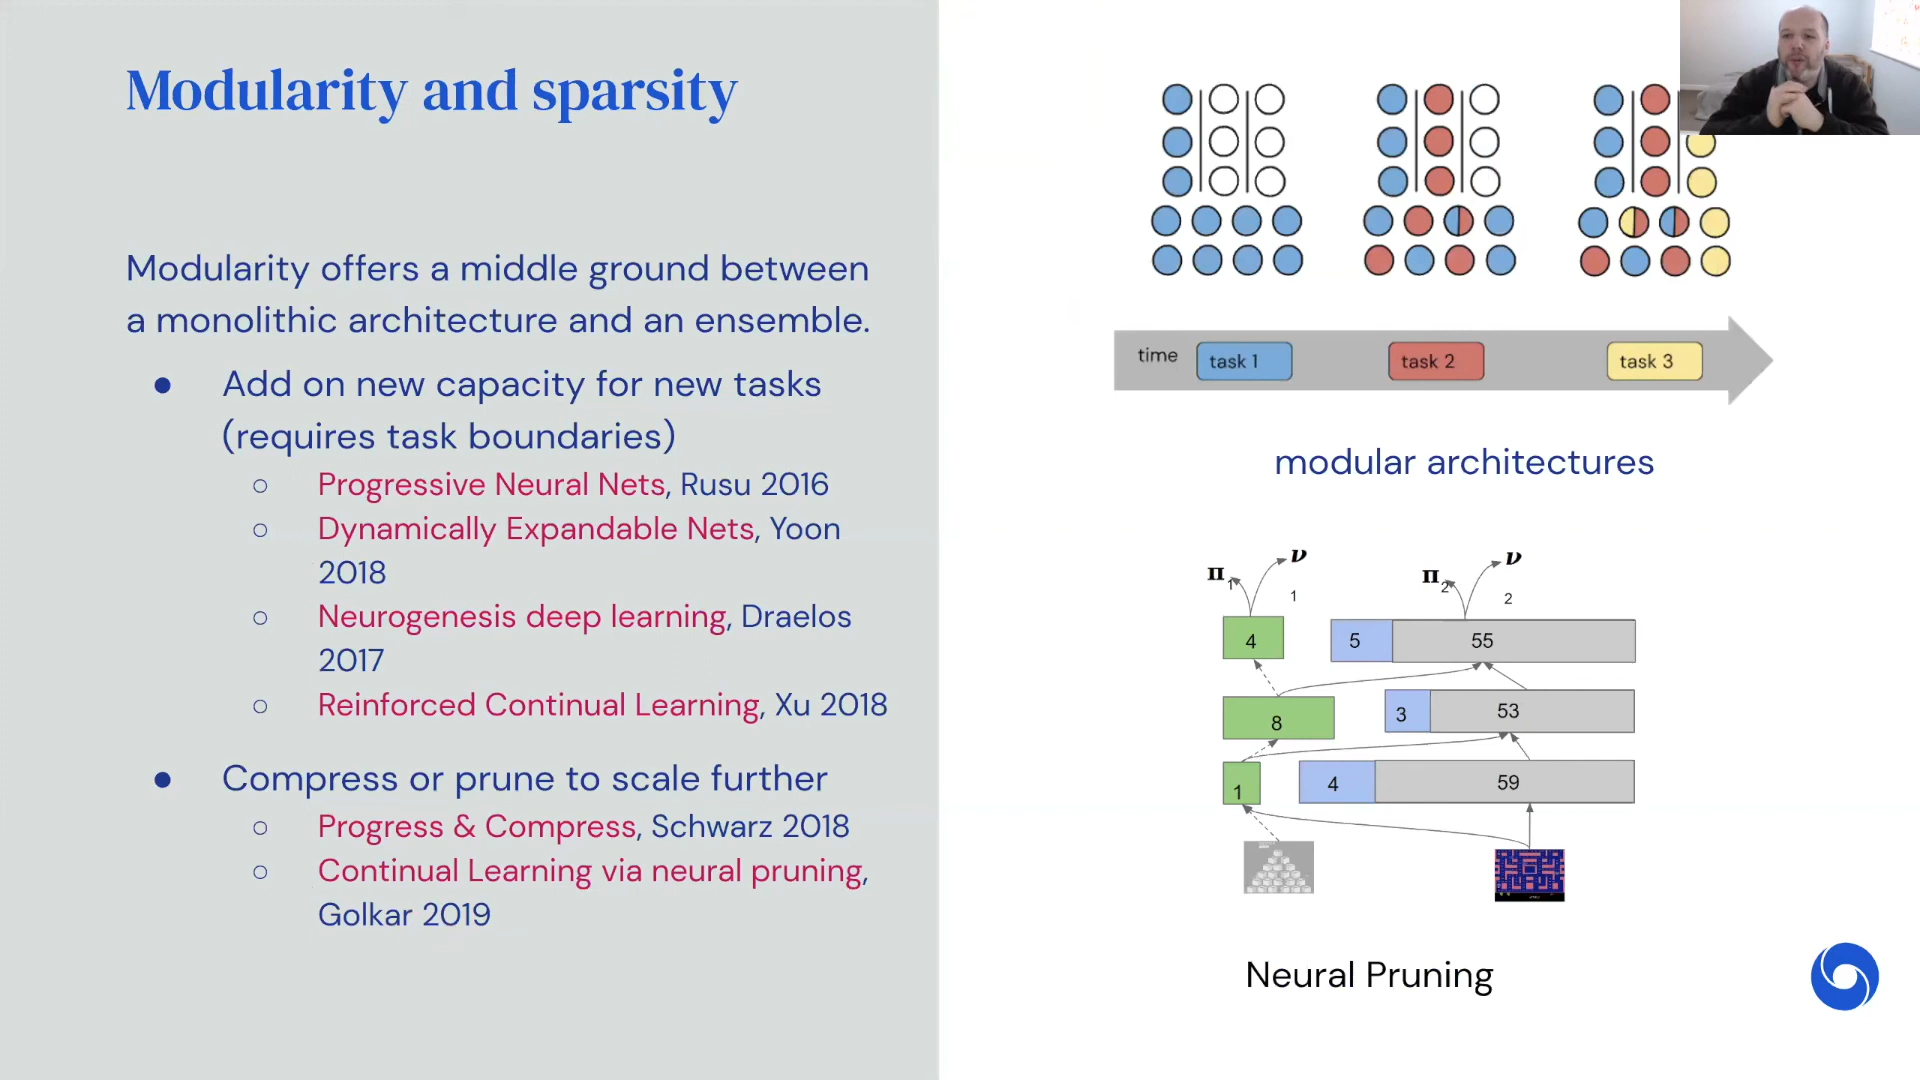 Modularity and sparsity
Modularity offers a middle ground between
a monolithic architecture and an ensemble.
● Add on new capacity for new tasks
(requires task boundaries)
○ Progressive Neural Nets, Rusu 2016
○ Dynamically Expandable Nets, Yoon
2018
○ Neurogenesis deep learning, Draelos
2017
○ Reinforced Continual Learning, Xu 2018
● Compress or prune to scale further
○ Progress & Compress, Schwarz 2018
○ Continual Learning via neural pruning,
Golkar 2019
time task 1 task 2 task 3
modular architectures
π1 ν1 π2 ν2
4 5 55
8 3 53
1 4 59
Neural Pruning